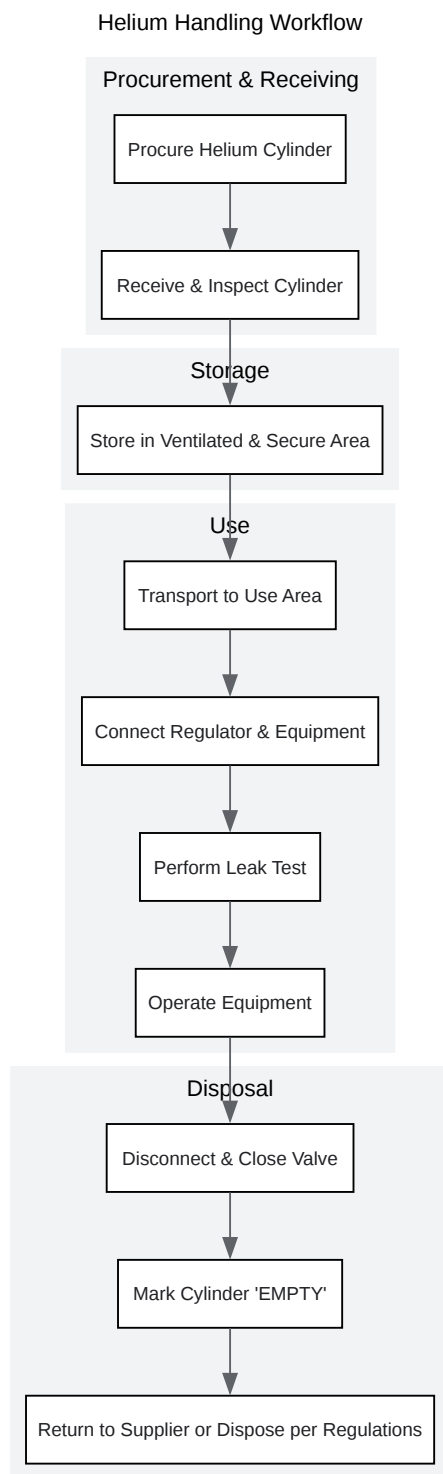 Helium Handling Workflow
Procurement & Receiving
Procure Helium Cylinder
Receive & Inspect Cylinder
Storage
Store in Ventilated & Secure Area
Use
Transport to Use Area
Connect Regulator & Equipment
Perform Leak Test
Operate Equipment
Disposal
Disconnect & Close Valve
Mark Cylinder 'EMPTY'
Return to Supplier or Dispose per Regulations